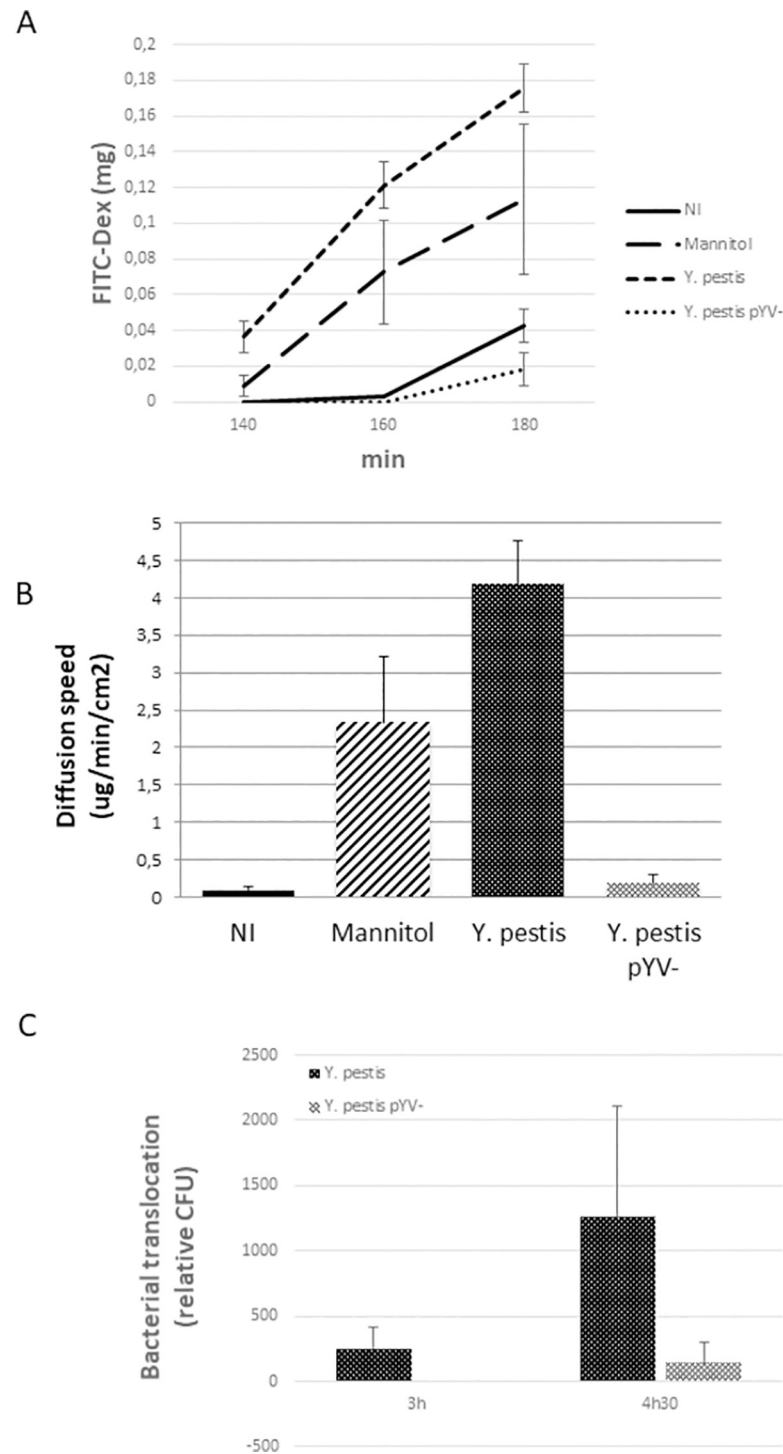 A
0,2
0,18
0,16
0,14
0,12
0,1
0,08
0,06
0,04
0,02
0
FITC-Dex (mg)
140 160 180
min
NI
Mannitol
Y. pestis
Y. pestis pYV-
B
5
4,5
4
3,5
3
2,5
2
1,5
1
0,5
0
Diffusion speed
(ug/min/cm2)
NI Mannitol Y. pestis Y. pestis
pYV-
C
2500
2000
1500
1000
500
0
-500
Bacterial translocation
(relative CFU)
Y. pestis
Y. pestis pYV-
3h 4h30